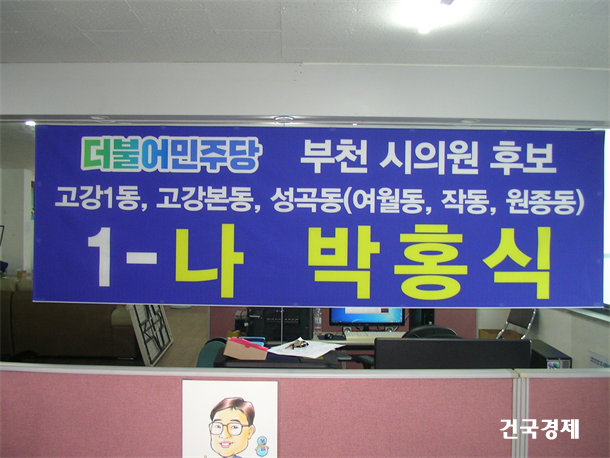 더불어민주당 부천 시의원 후보
고강1동, 고강본동, 성곡동(여월동, 작동, 원종동)
1-나 박홍식
건국경제